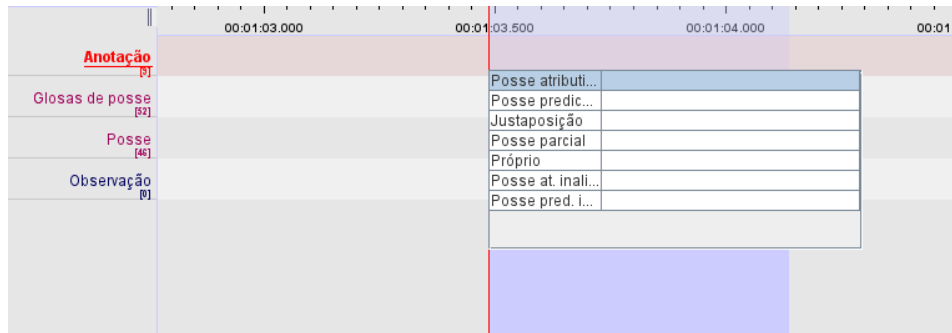 00:01:03.000 00:01:03.500 00:01:04.000 00:01
Anotação
[9]
Glosas de posse
[52]
Posse
[46]
Observação
[0]
Posse atributi...
Posse predic...
Justaposição
Posse parcial
Próprio
Posse at. inali...
Posse pred. i...